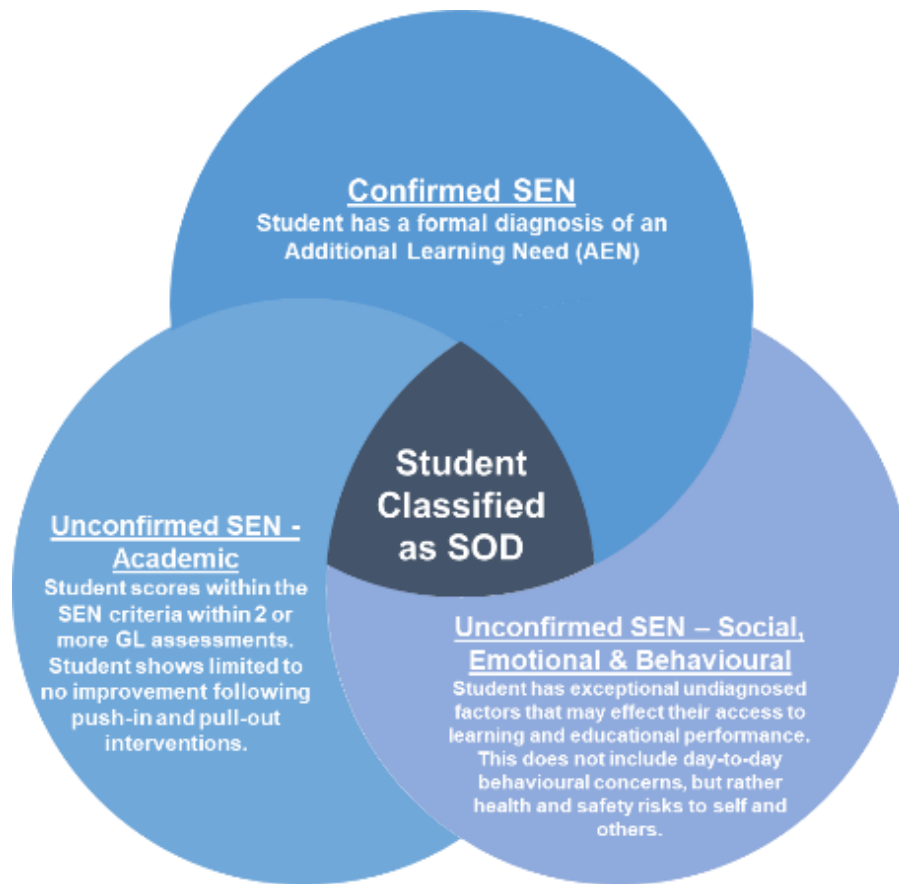 Confirmed SEN
Student has a formal diagnosis of an
Additional Learning Need (AEN)
Student
Classified
as SOD
Unconfirmed SEN -
Academic
Student scores within the
SEN criteria within 2 or
more GL assessments.
Student shows limited to
no improvement following
push-in and pull-out
interventions.
Unconfirmed SEN – Social,
Emotional & Behavioural
Student has exceptional undiagnosed
factors that may effect their access to
learning and educational performance.
This does not include day-to-day
behavioural concerns, but rather
health and safety risks to self and
others.